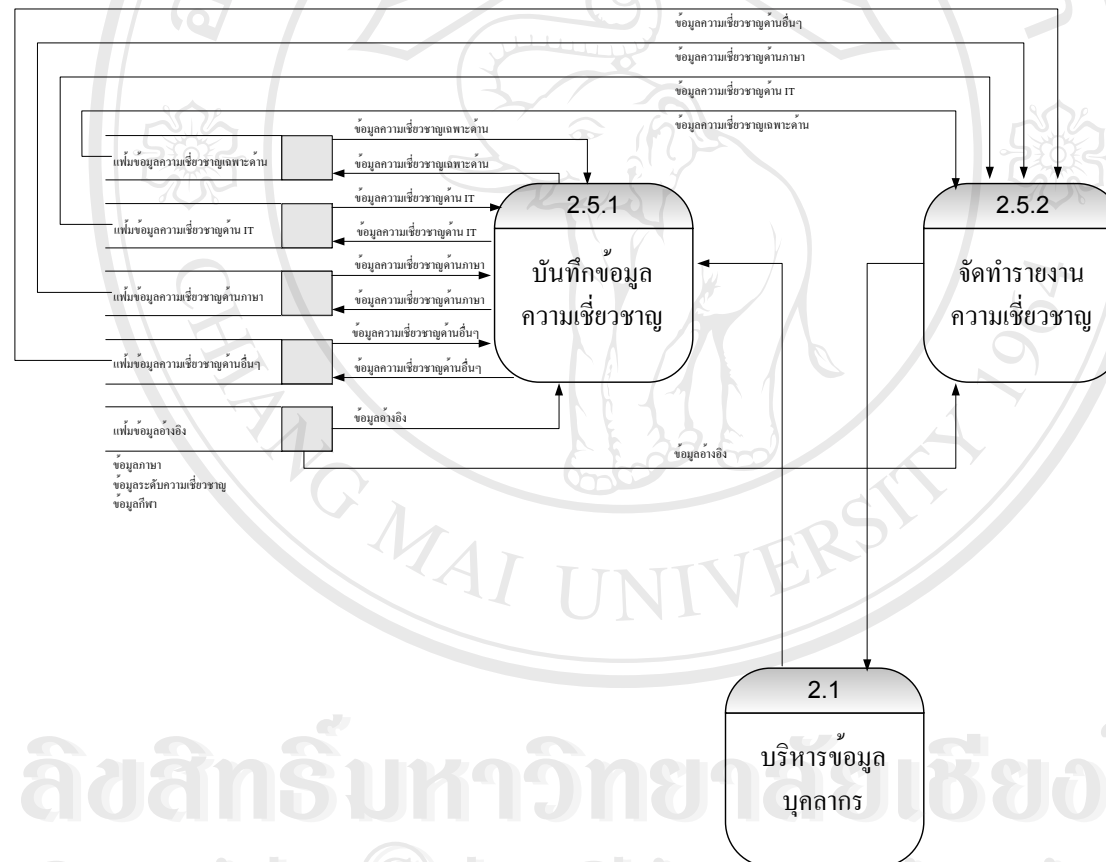 ข้อมูลความเชี่ยวชาญด้านอื่นๆ
ข้อมูลความเชี่ยวชาญด้านภาษา
ข้อมูลความเชี่ยวชาญด้าน IT
ข้อมูลความเชี่ยวชาญเฉพาะด้าน
ข้อมูลความเชี่ยวชาญเฉพาะด้าน
แฟ้มข้อมูลความเชี่ยวชาญเฉพาะด้าน
ข้อมูลความเชี่ยวชาญเฉพาะด้าน
ข้อมูลความเชี่ยวชาญด้าน IT
แฟ้มข้อมูลความเชี่ยวชาญด้าน IT
ข้อมูลความเชี่ยวชาญด้าน IT
ข้อมูลความเชี่ยวชาญด้านภาษา
แฟ้มข้อมูลความเชี่ยวชาญด้านภาษา
ข้อมูลความเชี่ยวชาญด้านภาษา
ข้อมูลความเชี่ยวชาญด้านอื่นๆ
แฟ้มข้อมูลความเชี่ยวชาญด้านอื่นๆ
ข้อมูลความเชี่ยวชาญด้านอื่นๆ
แฟ้มข้อมูลอ้างอิง
ข้อมูลอ้างอิง
ข้อมูลภาษา
ข้อมูลระดับความเชี่ยวชาญ
ข้อมูลกีฬา
ข้อมูลอ้างอิง
2.5.1
บันทึกข้อมูล
ความเชี่ยวชาญ
2.5.2
จัดทำรายงาน
ความเชี่ยวชาญ
2.1
บริหารข้อมูล
บุคลากร
CHIANG MAI UNIVERSITY 1964
ลิขสิทธิ์มหาวิทยาลัยเชียง